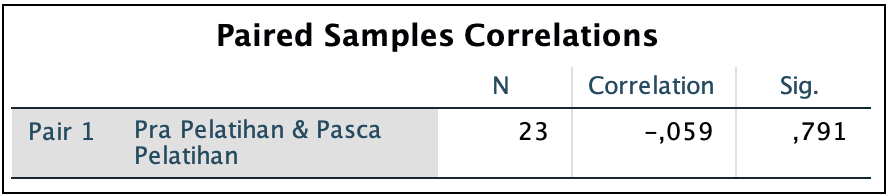 Paired Samples Correlations
N Correlation Sig.
Pair 1 Pra Pelatihan & Pasca 23 -,059 ,791
Pelatihan